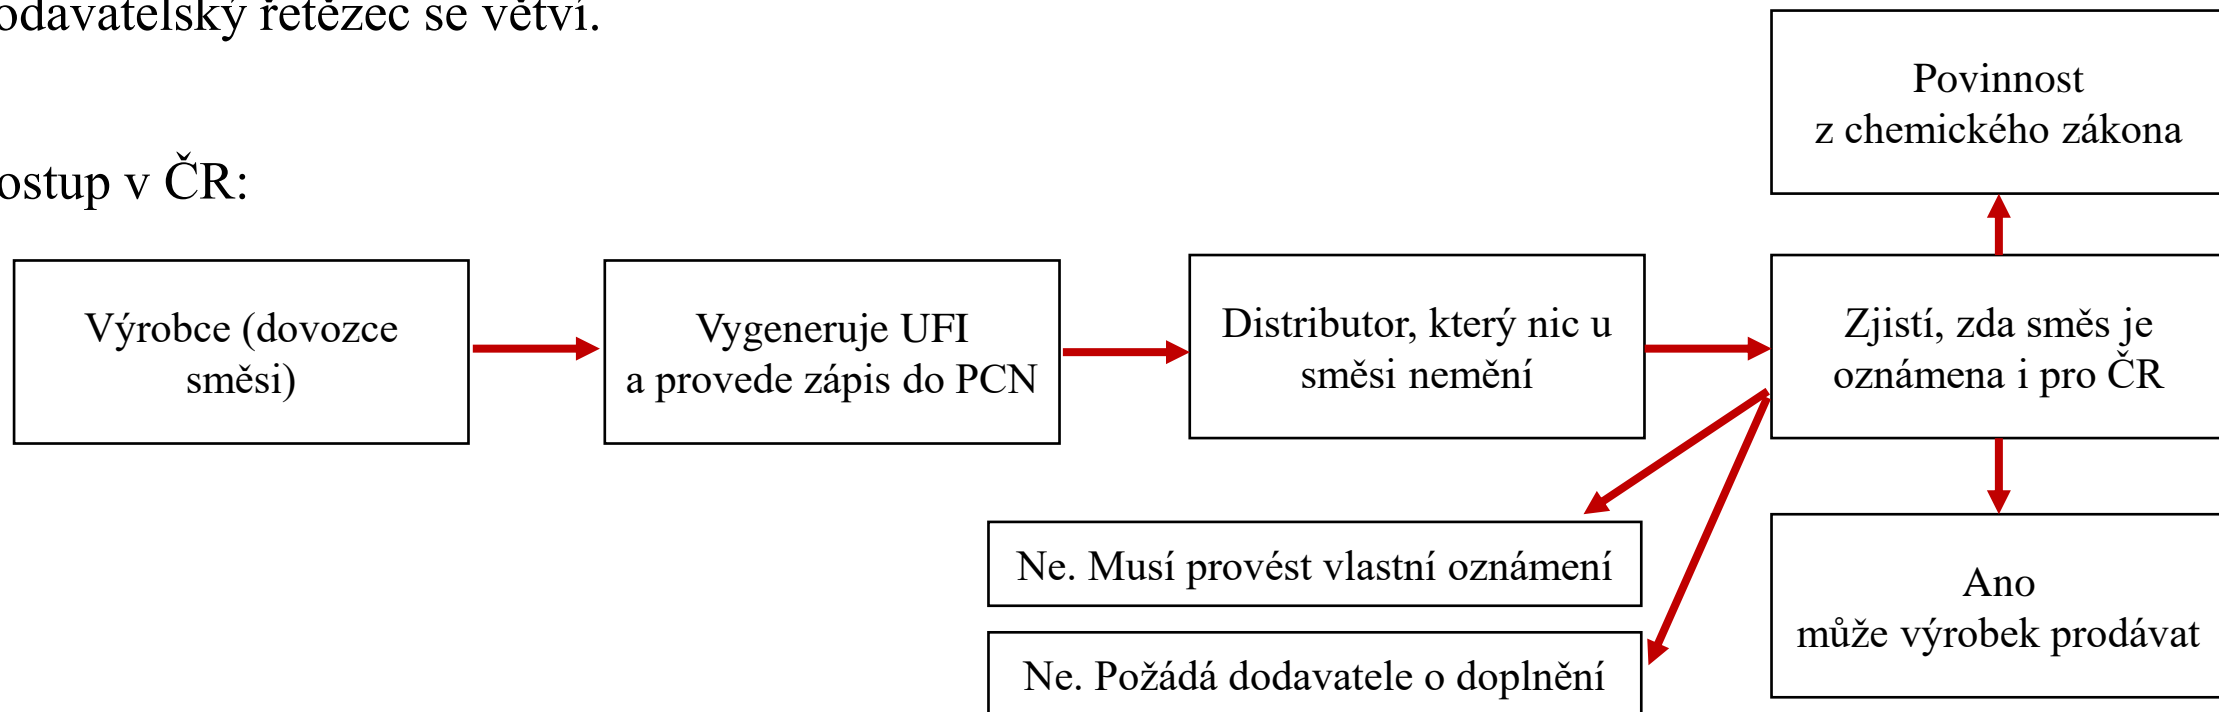 odavatelský řetězec se větví.
ostup v ČR:
Povinnost
z chemického zákona
Výrobce (dovozce
směsi)
Vygeneruje UFI
a provede zápis do PCN
Distributor, který nic u
směsi nemění
Zjistí, zda směs je
oznámena i pro ČR
Ne. Musí provést vlastní oznámení
Ne. Požádá dodavatele o doplnění
Ano
může výrobek prodávat